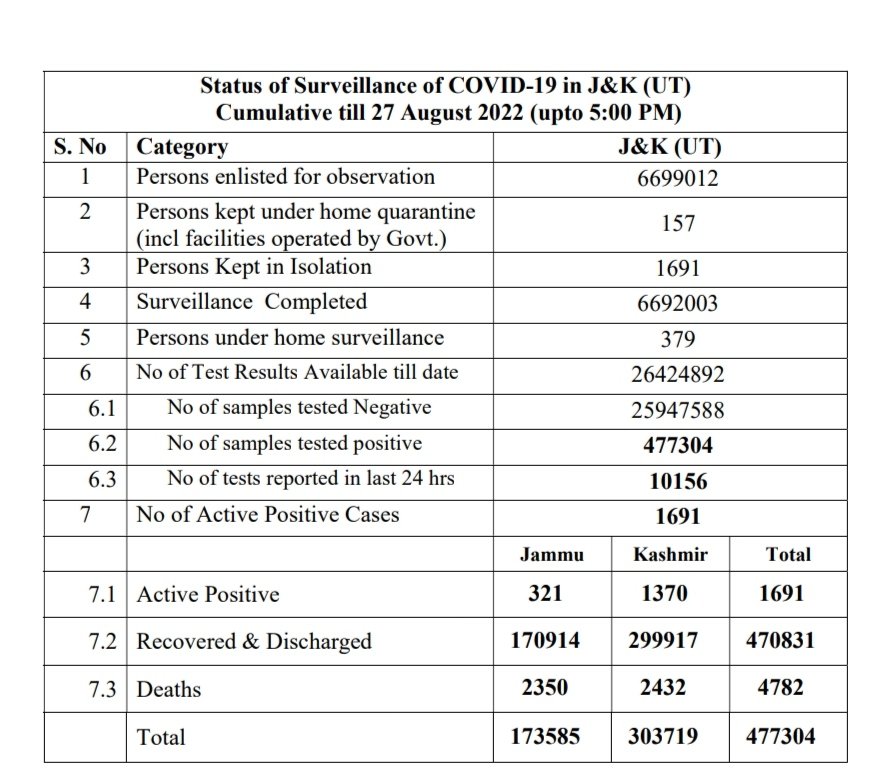 Status of Surveillance of COVID-19 in J&K (UT)
Cumulative till 27 August 2022 (upto 5:00 PM)
S. No Category J&K (UT)
1 Persons enlisted for observation 6699012
2 Persons kept under home quarantine
(incl facilities operated by Govt.) 157
3 Persons Kept in Isolation 1691
4 Surveillance Completed 6692003
5 Persons under home surveillance 379
6 No of Test Results Available till date 26424892
6.1 No of samples tested Negative 25947588
6.2 No of samples tested positive 477304
6.3 No of tests reported in last 24 hrs 10156
7 No of Active Positive Cases 1691
Jammu Kashmir Total
7.1 Active Positive 321 1370 1691
7.2 Recovered & Discharged 170914 299917 470831
7.3 Deaths 2350 2432 4782
Total 173585 303719 477304